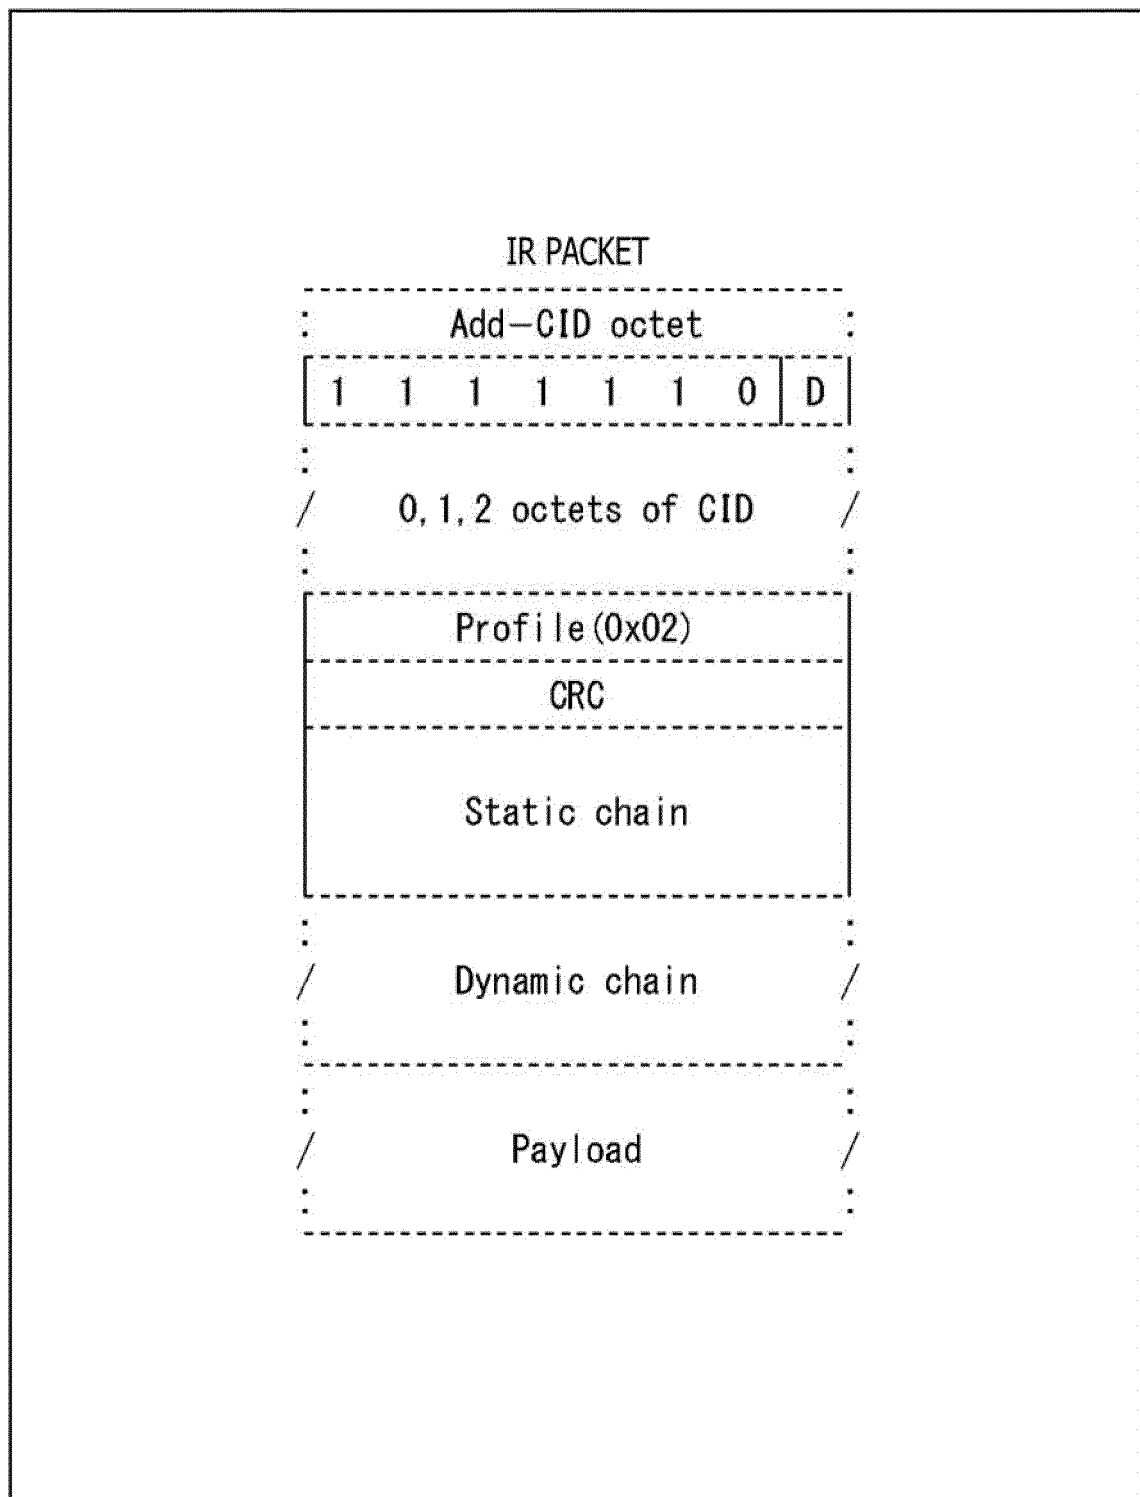 IR PACKET
Add-CID octet
1 1 1 1 1 1 0 D
0,1,2 octets of CID
Profile(0x02)
CRC
Static chain
Dynamic chain
Payload